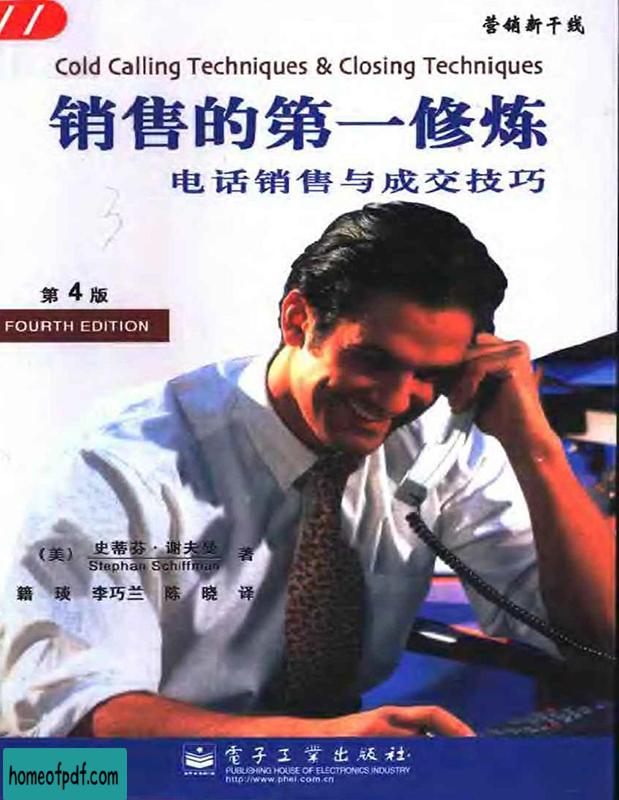 营销新干线
Cold Calling Techniques & Closing Techniques
销售的第一修炼
电话销售与成交技巧
3
第4版
FOURTH EDITION
(美) 史蒂芬·谢夫曼 著
Stephan Schiffman
籍 琰 李巧兰 陈 晓 译
电子工业出版社
PUBLISHING HOUSE OF ELECTRONICS INDUSTRY
http://www.phei.com.cn
homeofpdf.com